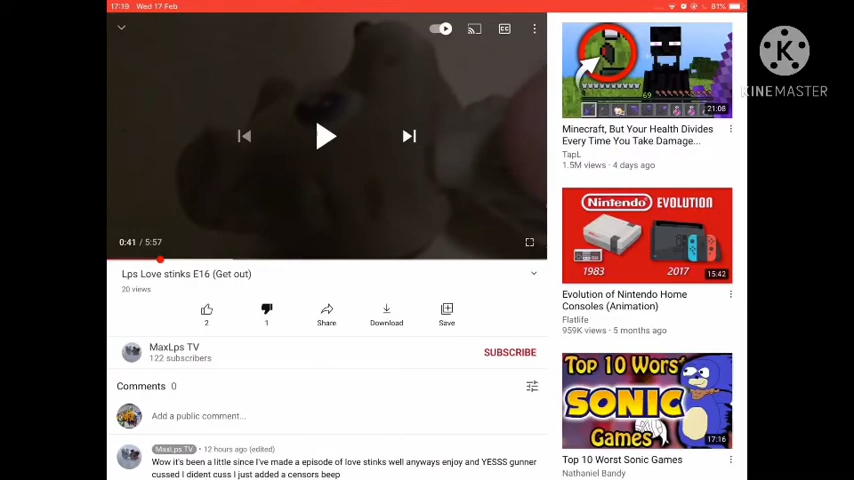 17:19 Wed 17 Feb
81%
CC
K
KINEMASTER
69
21:08
Minecraft, But Your Health Divides
Every Time You Take Damage...
TapL
1.5M views · 4 days ago
0:41 / 5:57
Lps Love stinks E16 (Get out)
20 views
2
1
Share
Download
Save
MaxLps TV
122 subscribers
SUBSCRIBE
Comments 0
Add a public comment...
MaxLps TV • 12 hours ago (edited)
Wow it's been a little since I've made a episode of love stinks well anyways enjoy and YESSS gunner
cussed I dident cuss I just added a censors beep
Nintendo EVOLUTION
1983
2017
15:42
Evolution of Nintendo Home
Consoles (Animation)
Flatlife
959K views · 5 months ago
Top 10 Worst
SONIC
Games
17:16
Top 10 Worst Sonic Games
Nathaniel Bandy